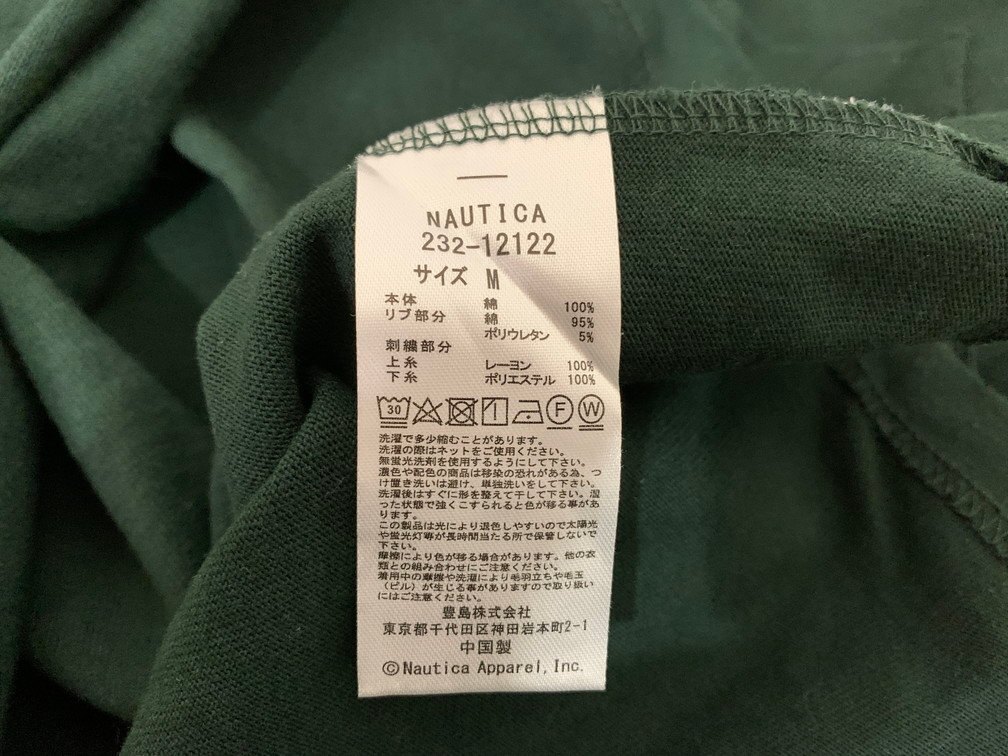 NAUTICA
232-12122
サイズ M
本体 綿 100%
リブ部分 綿 95%
ポリウレタン 5%
刺繍部分
上糸 レーヨン 100%
下糸 ポリエステル 100%
30 F W
洗濯で多少縮むことがあります。
洗濯の際はネットをご使用ください。
無蛍光洗剤を使用するようにして下さい。
濃色や配色の商品は移染の恐れがある為、つ
け置き洗いは避け、単独洗いをして下さい。
洗濯後はすぐに形を整えて干して下さい。湿
った状態で強くこすられると色が移る事があ
ります。
この製品は光により退色しやすいので太陽光
や蛍光灯等が長時間当たる所で保管しないで
下さい。
摩擦により色が移る場合があります。他の衣
類との組み合わせにご注意ください。
着用中の摩擦や洗濯により毛羽立ちや毛玉
（ピル）が生じる事がありますので取り扱い
にはご注意ください。
豊島株式会社
東京都千代田区神田岩本町2-1
中国製
©Nautica Apparel, Inc.